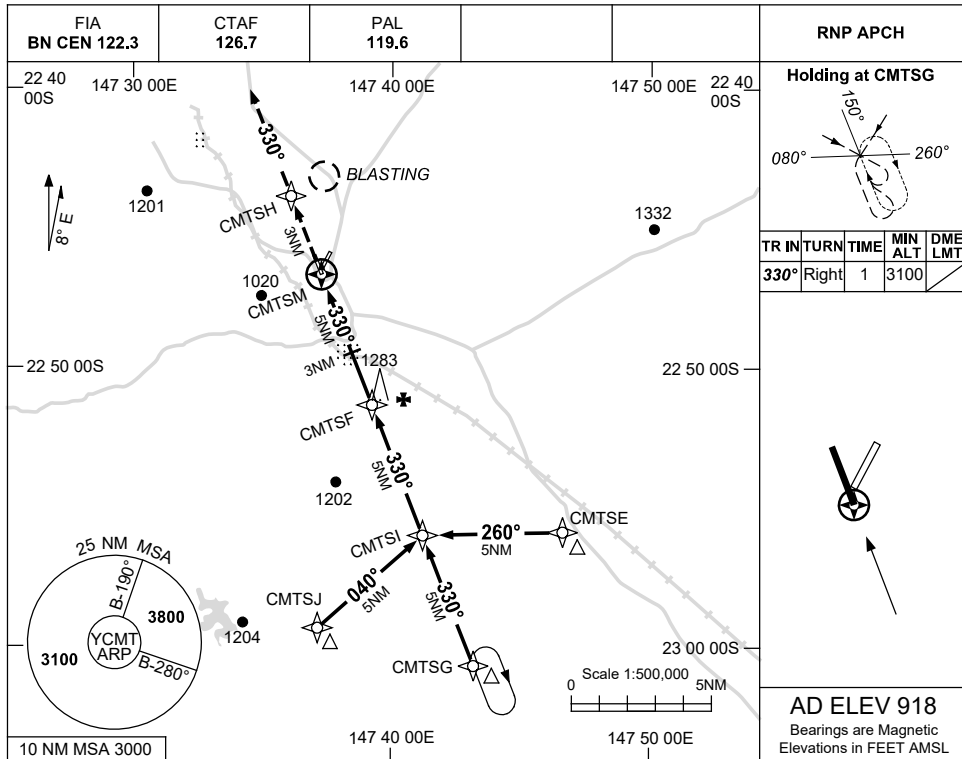 FIA
BN CEN 122.3
CTAF
126.7
PAL
119.6
RNP APCH
22 40
00S
147 30 00E
147 40 00E
147 50 00E
22 40
00S
Holding at CMTSG
150°
080°
260°
TR IN TURN TIME MIN ALT DME LMT
330° Right 1 3100
330°
BLASTING
8° E
1201
CMTSH
3NM
1332
1020
CMTSM
330°
5NM
3NM
1283
22 50 00S
22 50 00S
CMTSF
330°
5NM
1202
CMTSI
CMTSE
260°
5NM
25 NM MSA
B-190°
3800
YCMT
ARP
3100
B-280°
CMTSJ
040°
5NM
330°
5NM
1204
CMTSG
23 00 00S
Scale 1:500,000
0
5NM
10 NM MSA 3000
147 40 00E
147 50 00E
AD ELEV 918
Bearings are Magnetic
Elevations in FEET AMSL